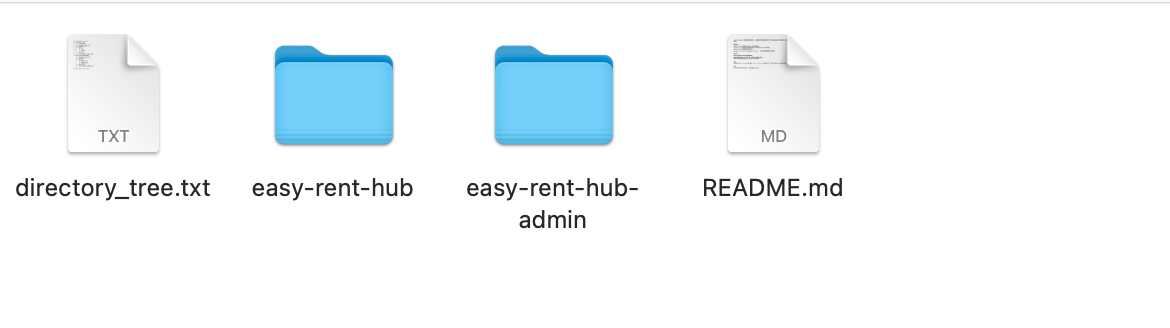 TXT
MD
directory_tree.txt
easy-rent-hub
easy-rent-hub-
admin
README.md